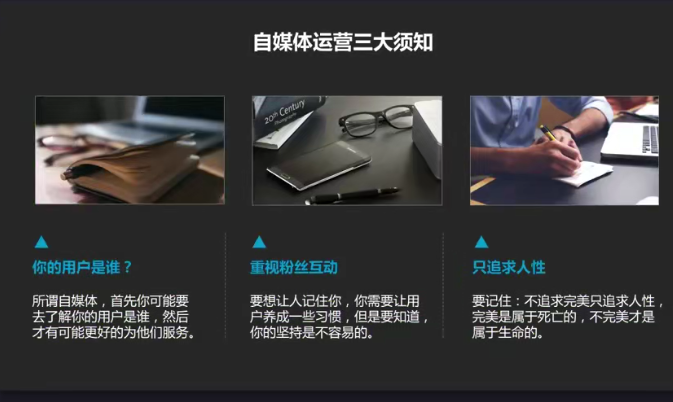 自媒体运营三大须知
20th Century
你的用户是谁？
所谓自媒体，首先你可能要
去了解你的用户是谁，然后
才有可能更好的为他们服务。
重视粉丝互动
要想让人记住你，你需要让用
户养成一些习惯，但是要知道，
你的坚持是不容易的。
只追求人性
要记住：不追求完美只追求人性，
完美是属于死亡的，不完美才是
属于生命的。